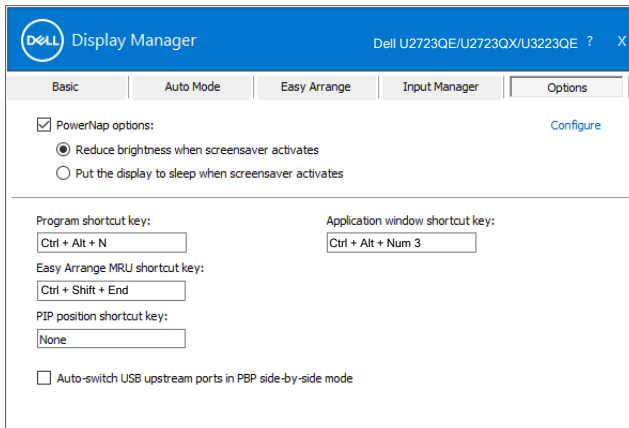 DELL Display Manager Dell U2723QE/U2723QX/U3223QE ? X
Basic Auto Mode Easy Arrange Input Manager Options
PowerNap options: Configure
Reduce brightness when screensaver activates
Put the display to sleep when screensaver activates
Program shortcut key: Application window shortcut key:
Ctrl + Alt + N Ctrl + Alt + Num 3
Easy Arrange MRU shortcut key:
Ctrl + Shift + End
PIP position shortcut key:
None
Auto-switch USB upstream ports in PBP side-by-side mode